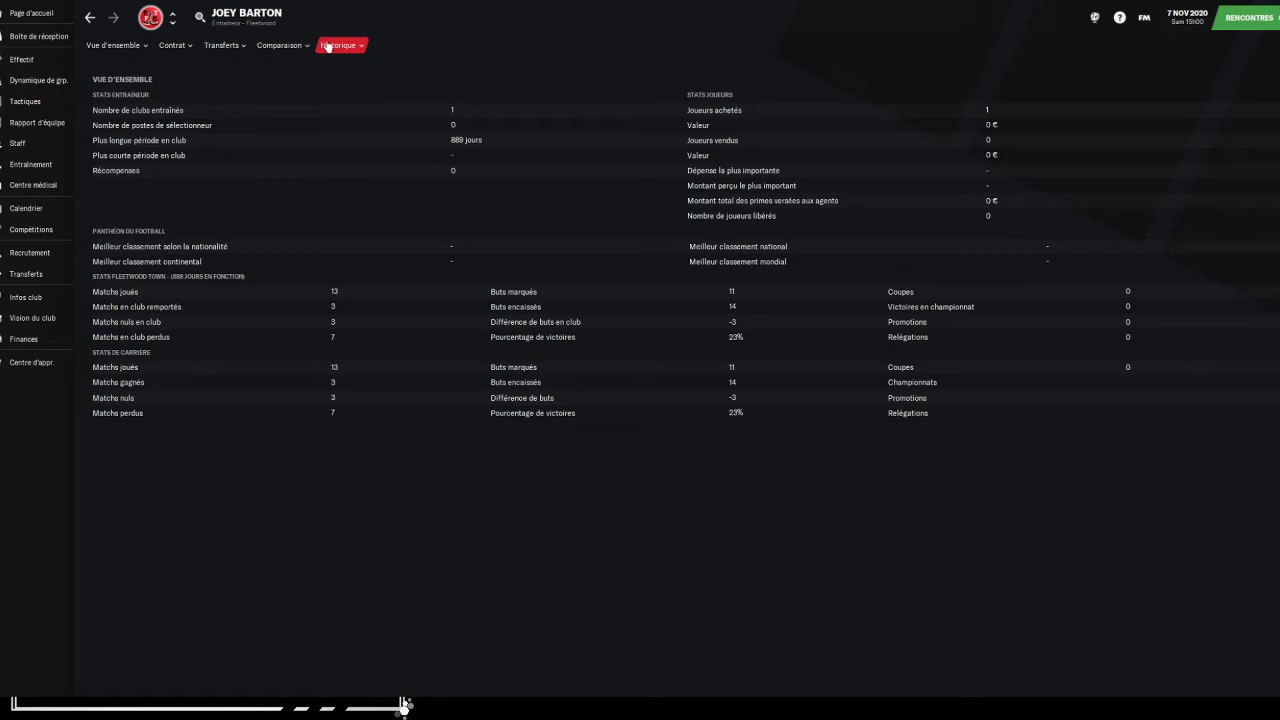 Page d'accueil
JOEY BARTON
Entraîneur - Fleetwood
FM
7 NOV 2020
Sam 15h00
RENCONTRES
Boîte de réception
Effectif
Dynamique de grp.
Tactiques
Rapport d'équipe
Staff
Entraînement
Centre médical
Calendrier
Compétitions
Recrutement
Transferts
Infos club
Vision du club
Finances
Centre d'appr.
Vue d'ensemble Contrat Transferts Comparaison Historique
VUE D'ENSEMBLE
STATS ENTRAÎNEUR
Nombre de clubs entraînés 1
Nombre de postes de sélectionneur 0
Plus longue période en club 889 jours
Plus courte période en club -
Récompenses 0
STATS JOUEURS
Joueurs achetés 1
Valeur 0 €
Joueurs vendus 0
Valeur 0 €
Dépense la plus importante -
Montant perçu le plus important -
Montant total des primes versées aux agents 0 €
Nombre de joueurs libérés 0
PANTHÉON DU FOOTBALL
Meilleur classement selon la nationalité - Meilleur classement national -
Meilleur classement continental - Meilleur classement mondial -
STATS FLEETWOOD TOWN - (888 JOURS EN FONCTION)
Matchs joués 13 Buts marqués 11 Coupes 0
Matchs en club remportés 3 Buts encaissés 14 Victoires en championnat 0
Matchs nuls en club 3 Différence de buts en club -3 Promotions 0
Matchs en club perdus 7 Pourcentage de victoires 23% Relégations 0
STATS DE CARRIÈRE
Matchs joués 13 Buts marqués 11 Coupes 0
Matchs gagnés 3 Buts encaissés 14 Championnats
Matchs nuls 3 Différence de buts -3 Promotions
Matchs perdus 7 Pourcentage de victoires 23% Relégations